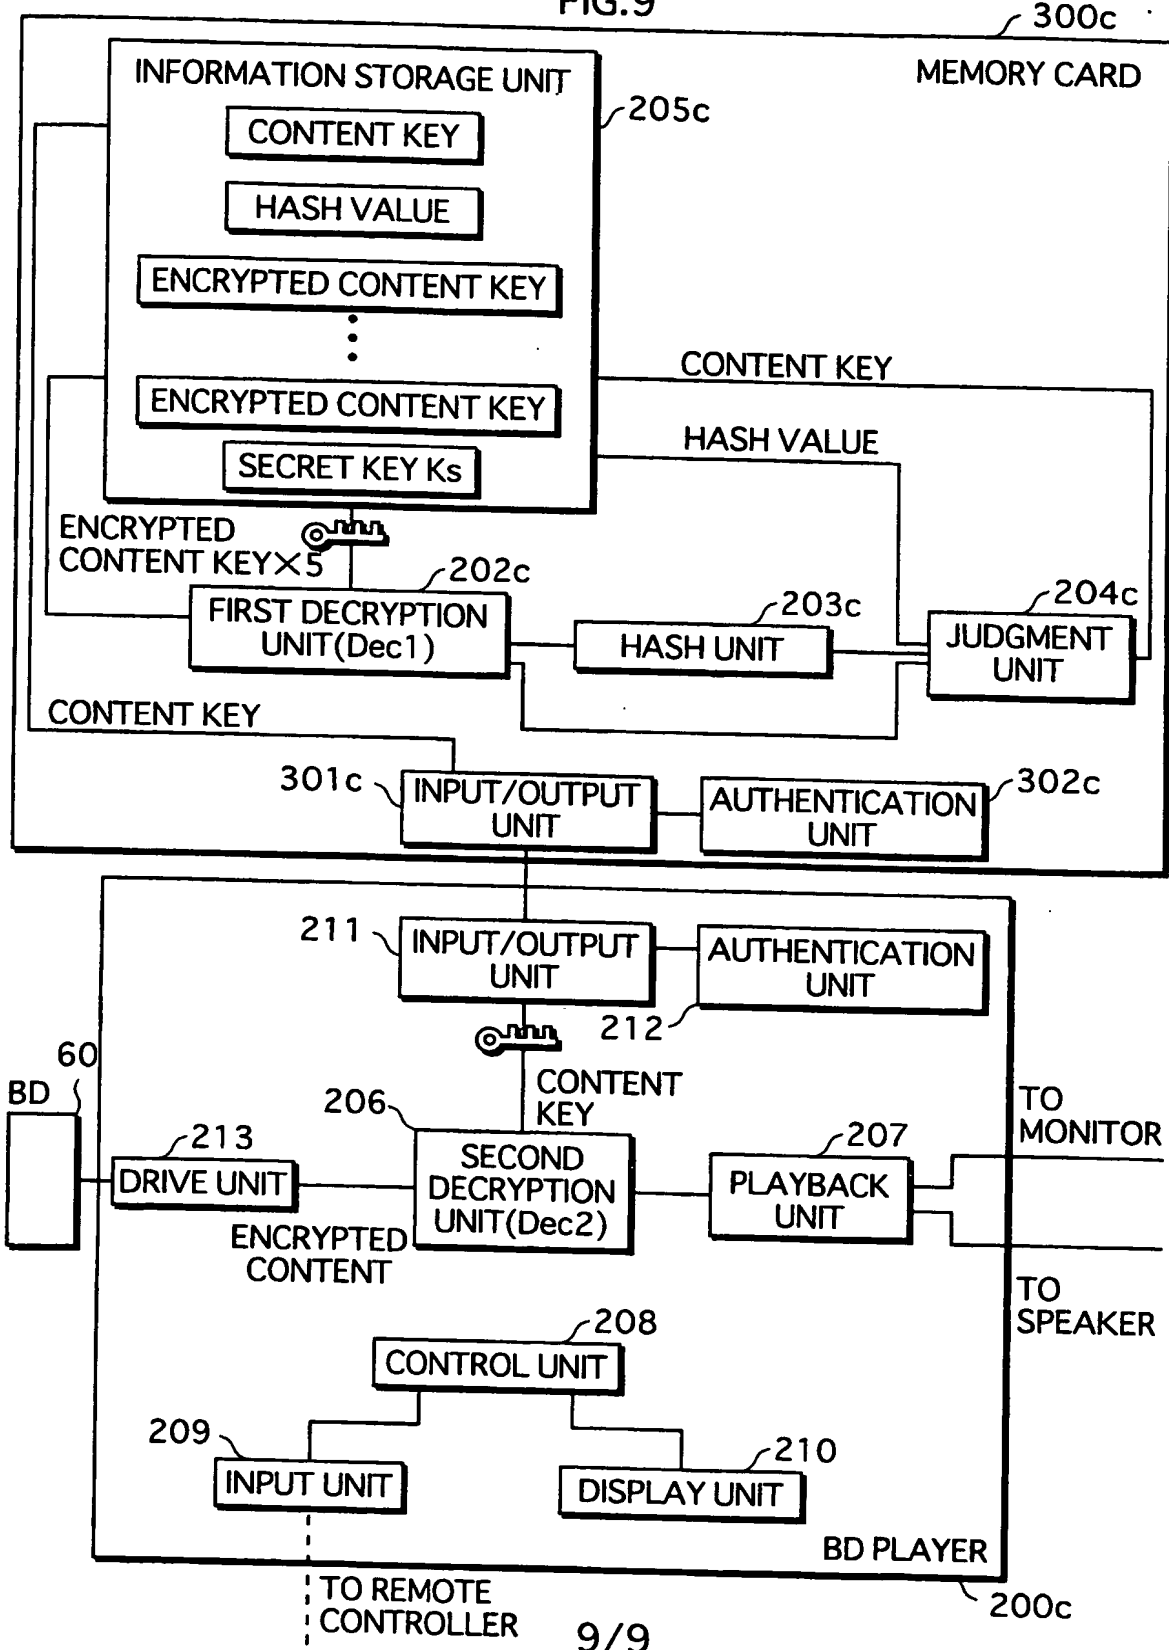 FIG.9
300c
MEMORY CARD
INFORMATION STORAGE UNIT
205c
CONTENT KEY
HASH VALUE
ENCRYPTED CONTENT KEY
ENCRYPTED CONTENT KEY
SECRET KEY Ks
CONTENT KEY
HASH VALUE
ENCRYPTED
CONTENT KEY×5
202c
FIRST DECRYPTION
UNIT(Dec1)
203c
HASH UNIT
204c
JUDGMENT
UNIT
CONTENT KEY
301c
INPUT/OUTPUT
UNIT
AUTHENTICATION
UNIT
302c
211
INPUT/OUTPUT
UNIT
AUTHENTICATION
UNIT
212
60
BD
CONTENT
KEY
206
213
DRIVE UNIT
SECOND
DECRYPTION
UNIT(Dec2)
ENCRYPTED
CONTENT
207
PLAYBACK
UNIT
TO
MONITOR
TO
SPEAKER
208
CONTROL UNIT
209
INPUT UNIT
210
DISPLAY UNIT
BD PLAYER
200c
TO REMOTE
CONTROLLER
9/9